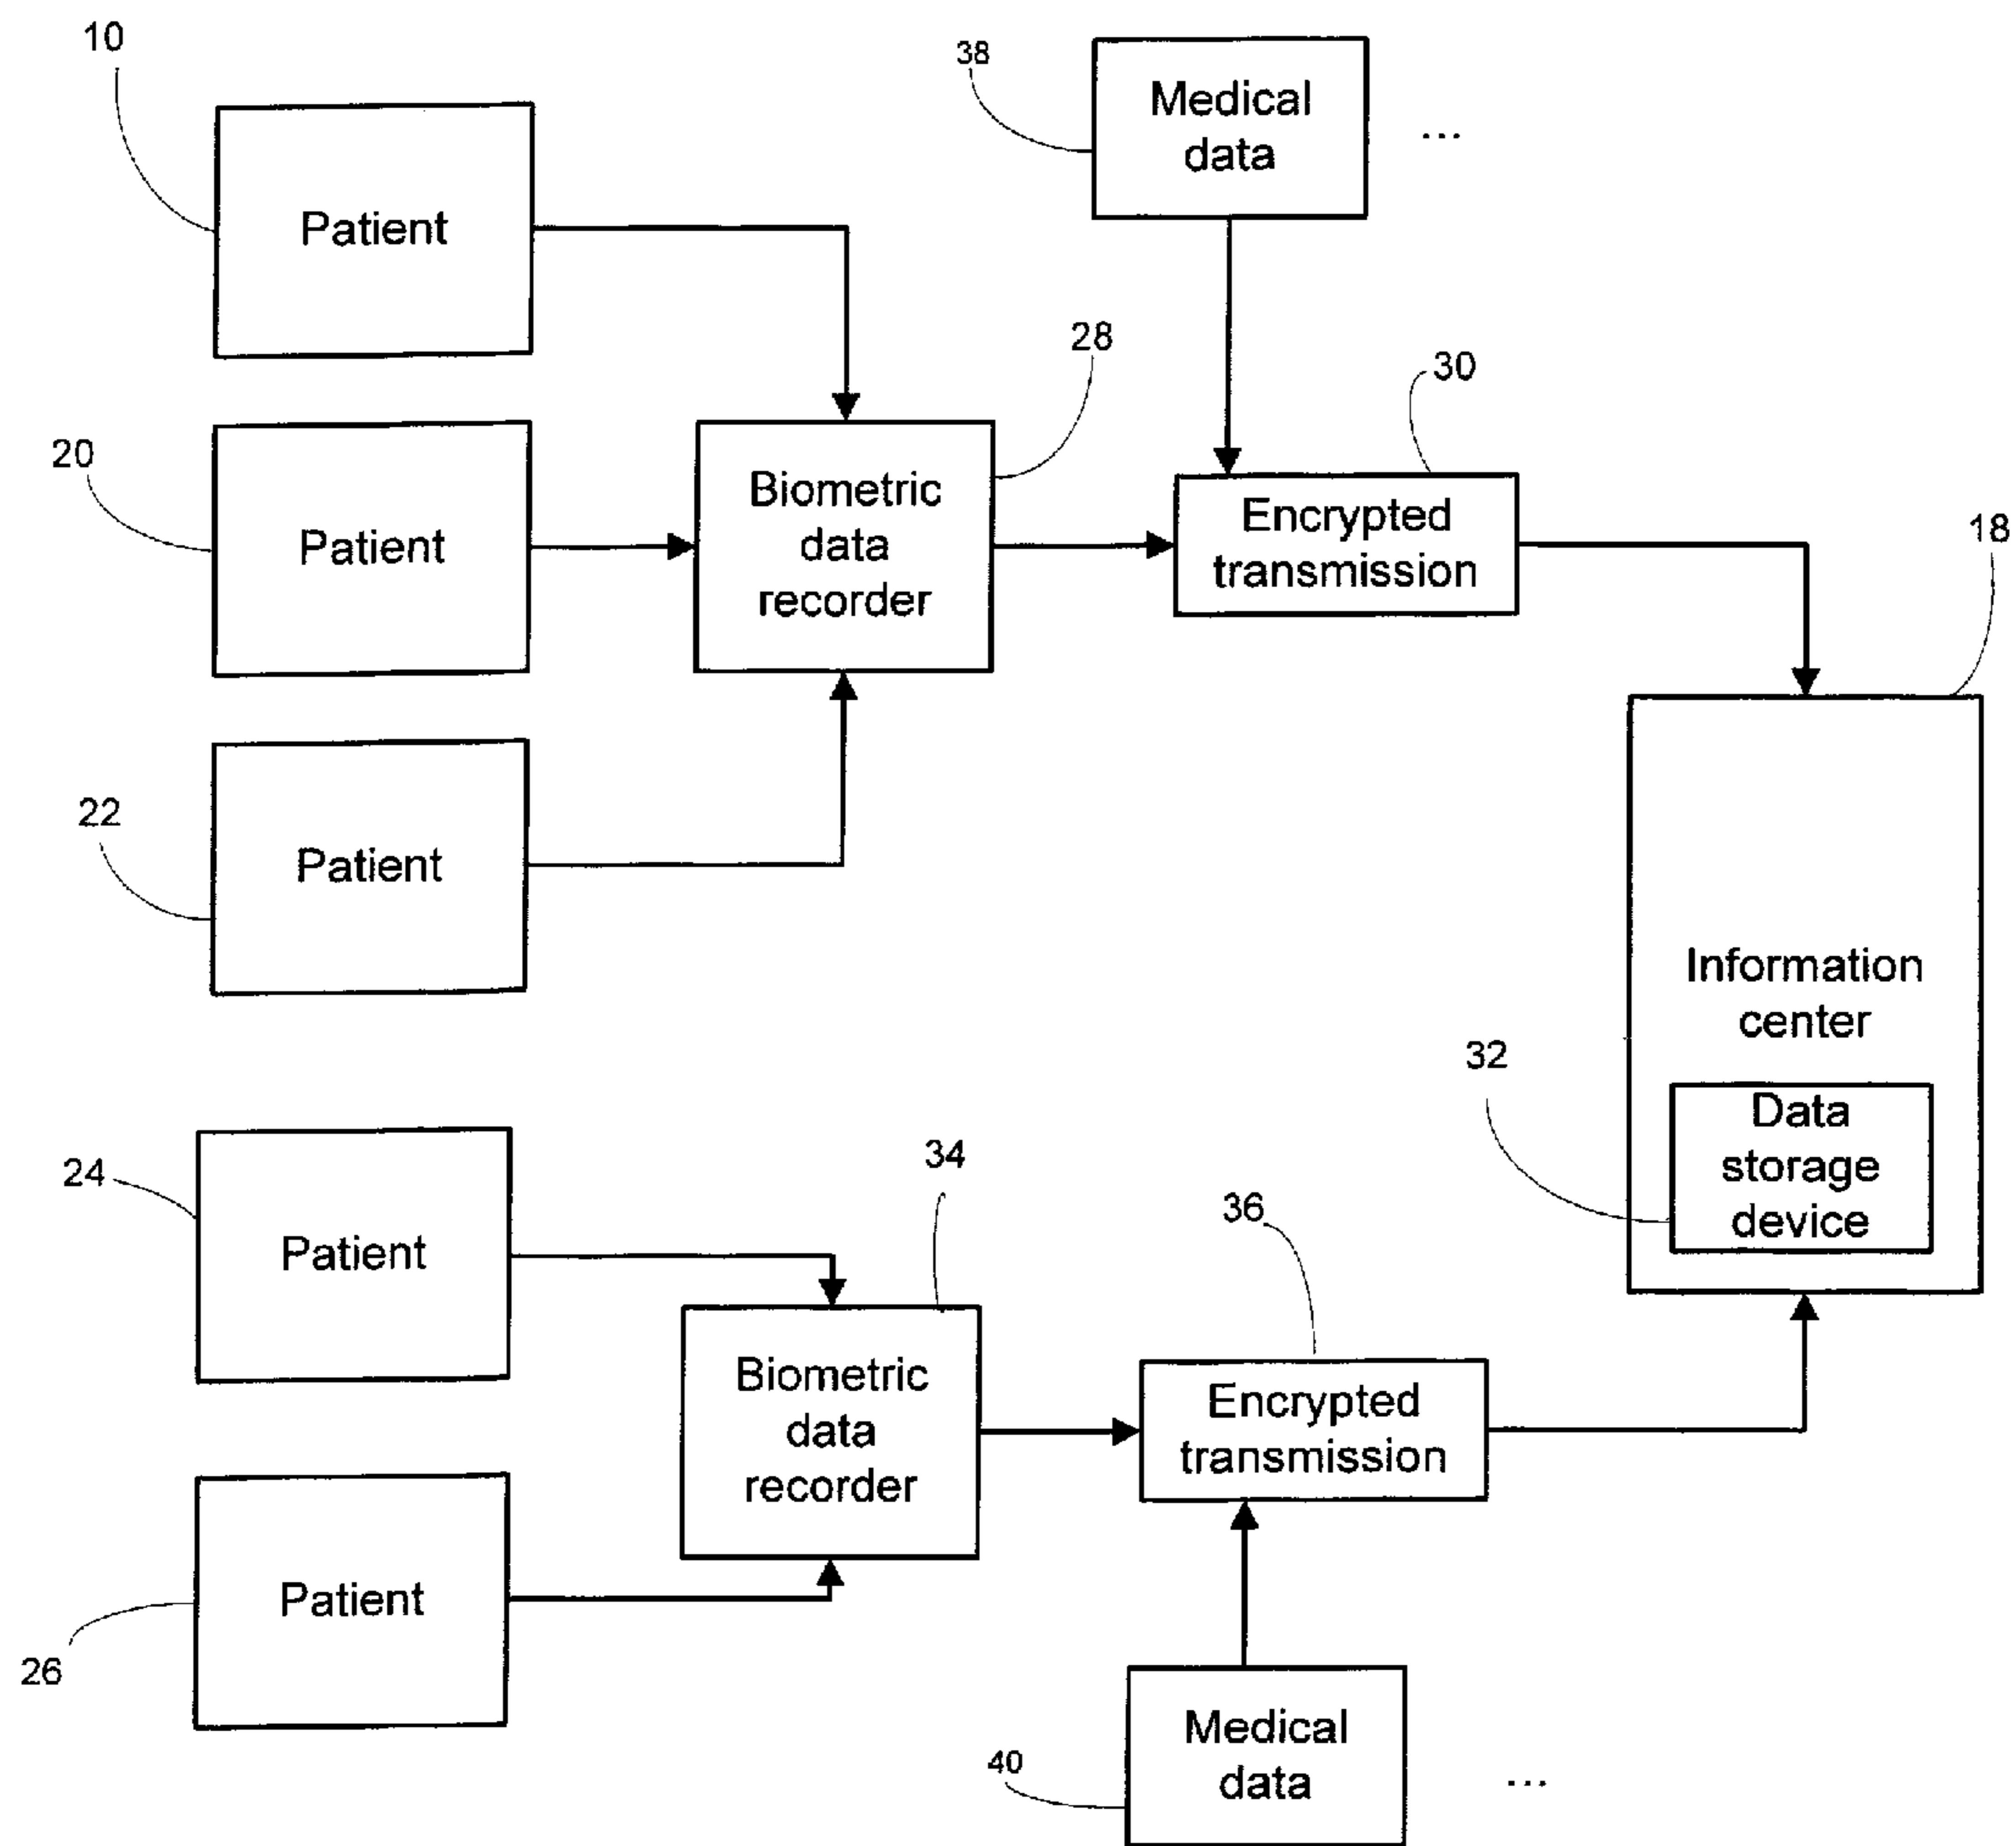 10
38
Medical
data
...
Patient
28
30
20
Patient
Biometric
data
recorder
Encrypted
transmission
18
22
Patient
Information
center
32
Data
storage
device
24
Patient
34
36
Biometric
data
recorder
Encrypted
transmission
26
Patient
40
Medical
data
...